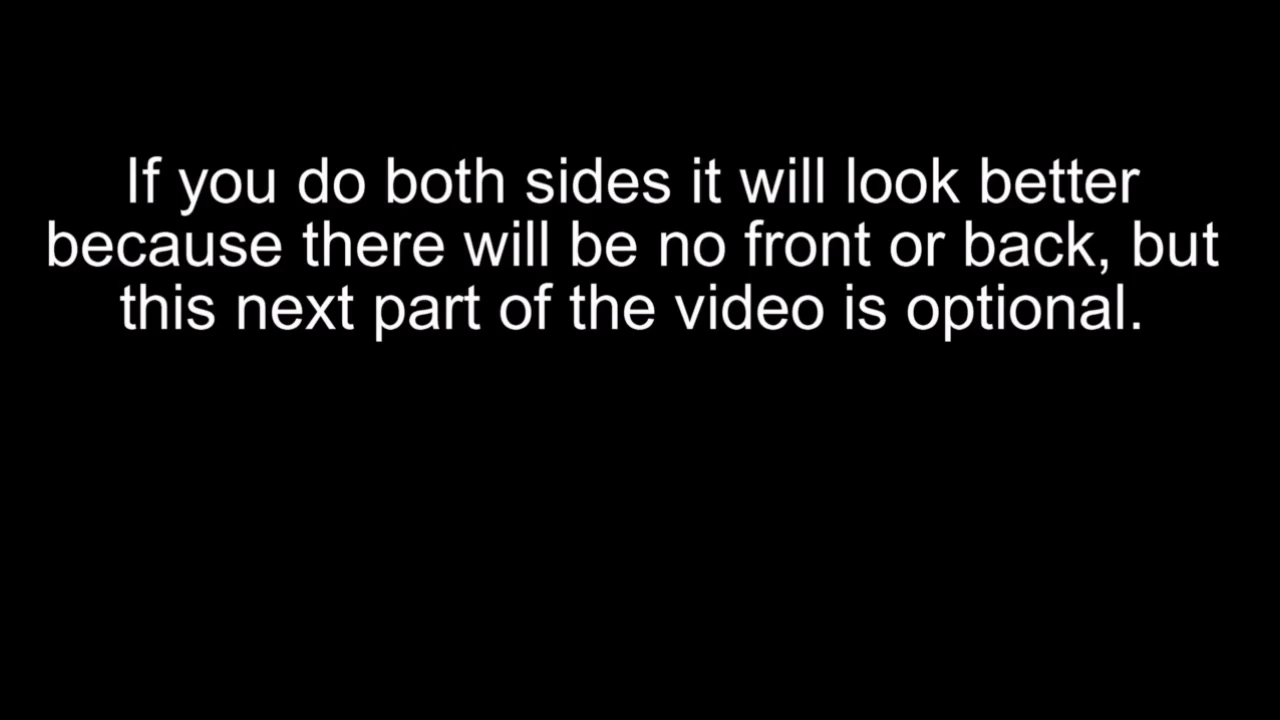 If you do both sides it will look better
because there will be no front or back, but
this next part of the video is optional.